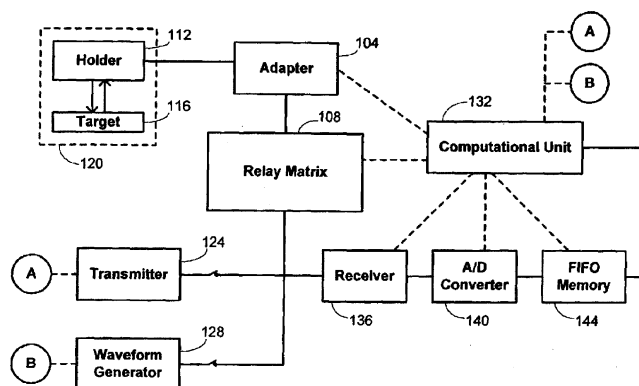 112
Holder
104
Adapter
A
B
116
Target
120
108
Relay Matrix
132
Computational Unit
124
A
Transmitter
Receiver
136
A/D
Converter
140
FIFO
Memory
144
128
B
Waveform
Generator